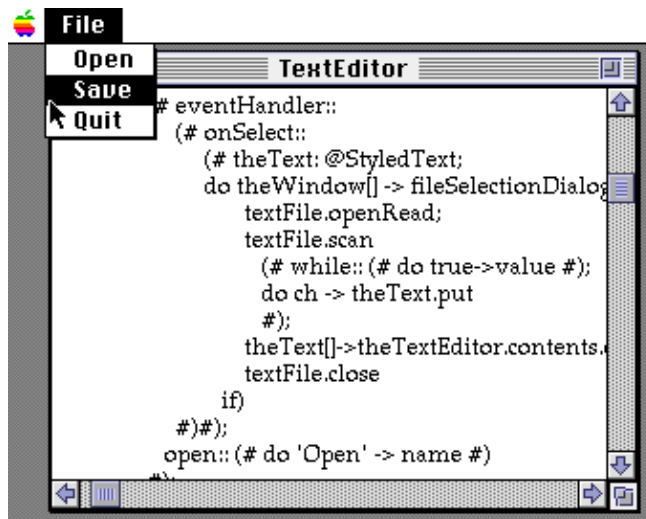 File
Open
Save
Quit
TextEditor
# eventHandler::
(# onSelect::
(# theText: @StyledText;
do theWindow[] -> fileSelectionDialog
textFile.openRead;
textFile.scan
(# while:: (# do true->value #);
do ch -> theText.put
#);
theText[]->theTextEditor.contents.
textFile.close
if)
#)#);
open:: (# do 'Open' -> name #)